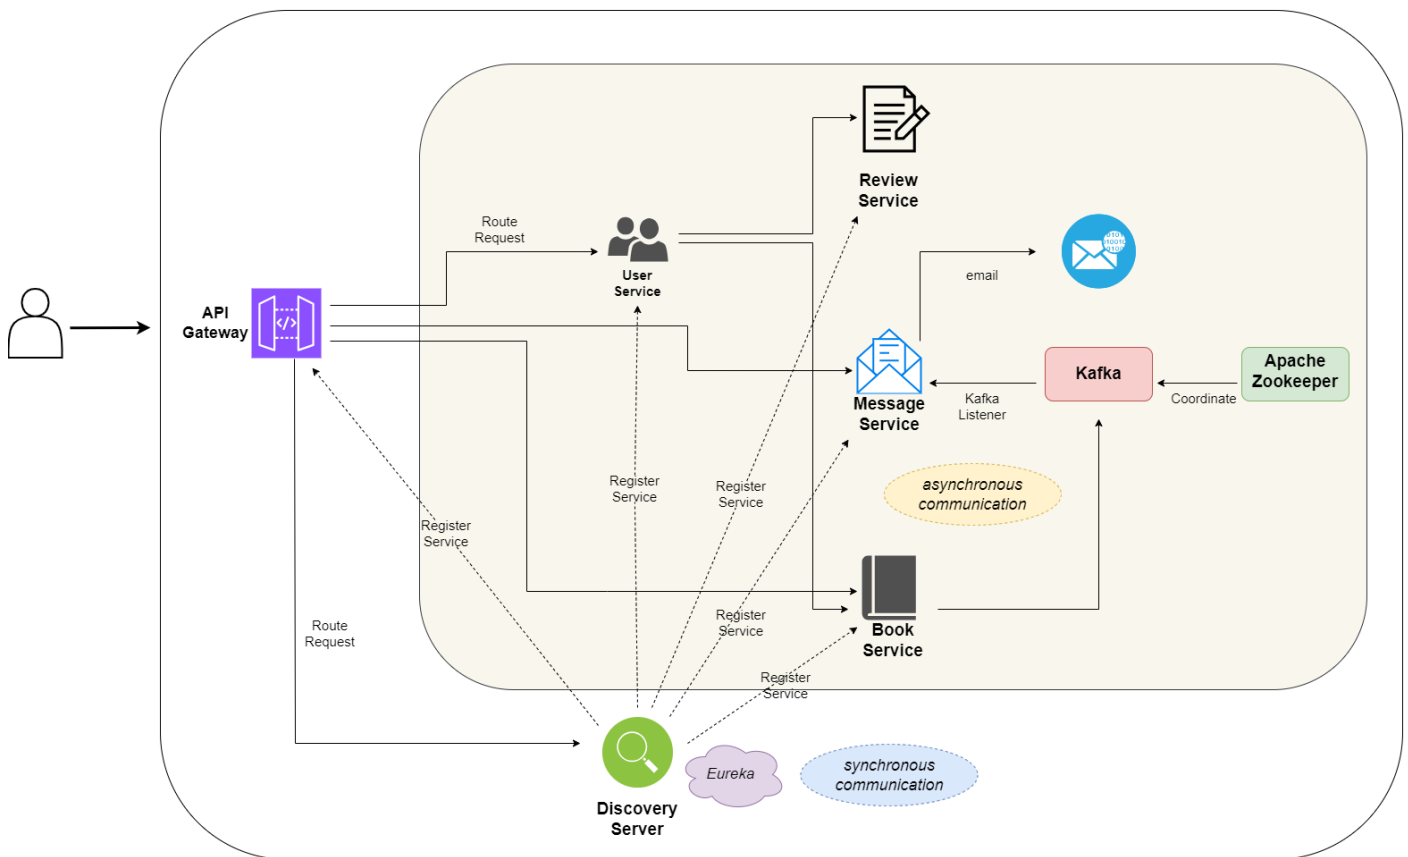 Review
Service
Route
Request
User
Service
email
API
Gateway
Message
Service
Kafka
Listener
Kafka
Coordinate
Apache
Zookeeper
Register
Service
Register
Service
Register
Service
asynchronous
communication
Register
Service
Route
Request
Book
Service
Register
Service
Eureka
synchronous
communication
Discovery
Server